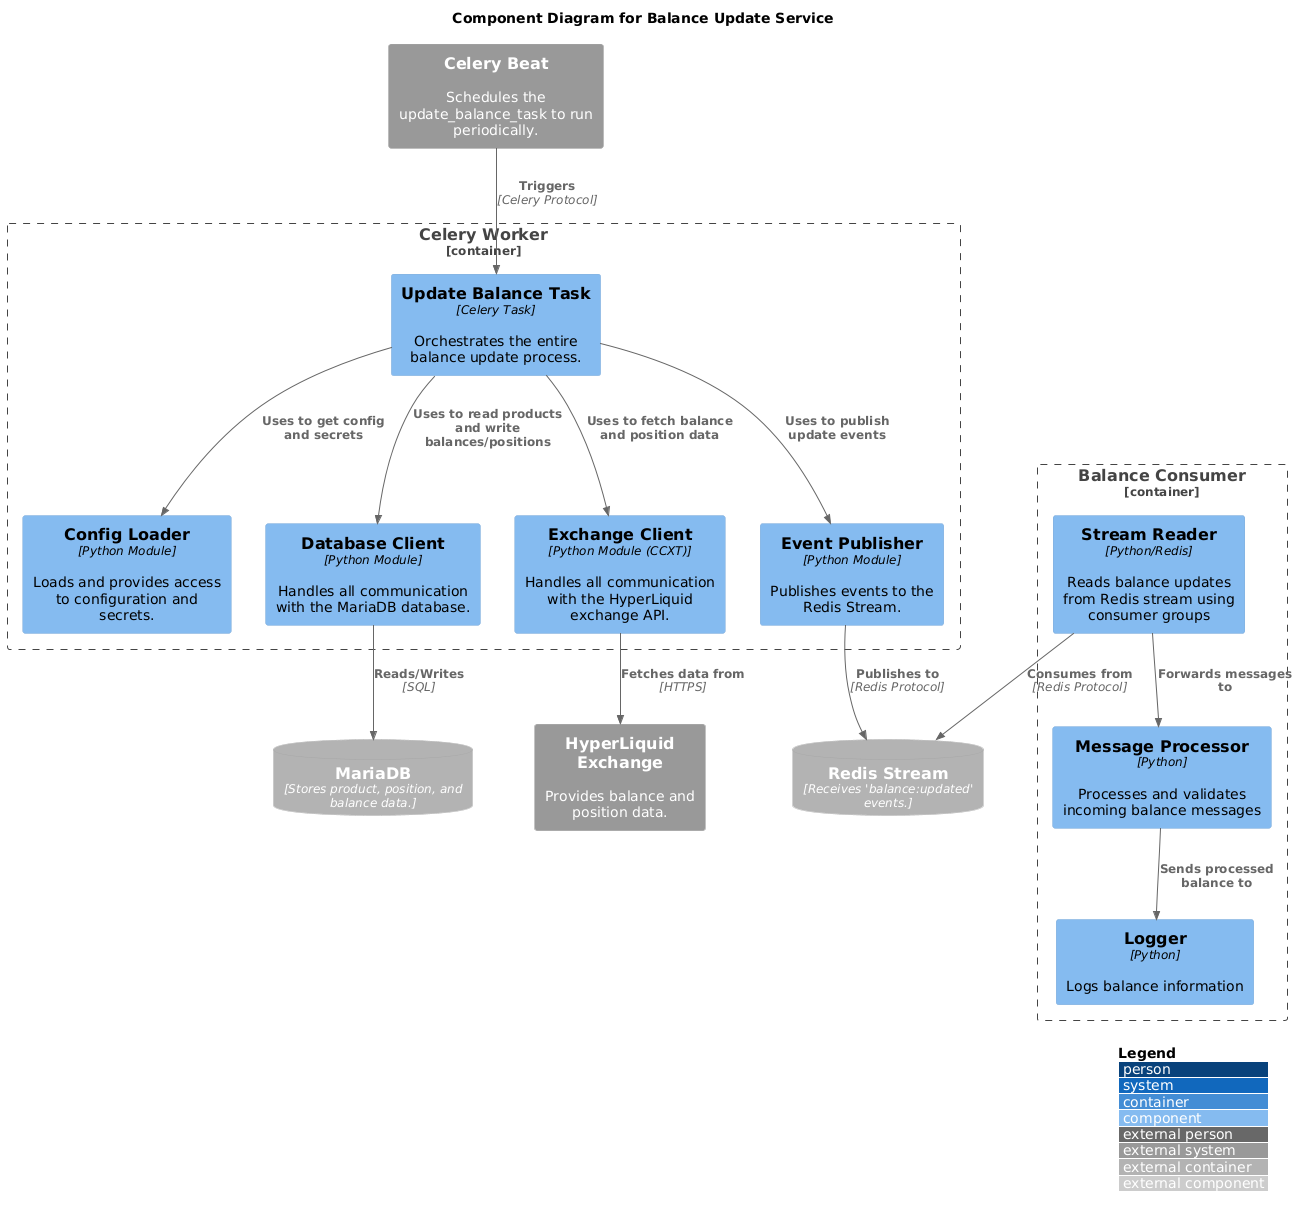 Component Diagram for Balance Update Service
Celery Beat
Schedules the
update_balance_task to run
periodically.
Triggers
[Celery Protocol]
Celery Worker
[container]
Update Balance Task
[Celery Task]
Orchestrates the entire
balance update process.
Uses to get config
and secrets
Uses to read products
and write
balances/positions
Uses to fetch balance
and position data
Uses to publish
update events
Config Loader
[Python Module]
Loads and provides access
to configuration and
secrets.
Database Client
[Python Module]
Handles all communication
with the MariaDB database.
Exchange Client
[Python Module (CCXT)]
Handles all communication
with the HyperLiquid
exchange API.
Event Publisher
[Python Module]
Publishes events to the
Redis Stream.
Balance Consumer
[container]
Stream Reader
[Python/Redis]
Reads balance updates
from Redis stream using
consumer groups
Reads/Writes
[SQL]
Fetches data from
[HTTPS]
Publishes to
[Redis Protocol]
Consumes from
[Redis Protocol]
Forwards messages
to
MariaDB
[Stores product, position, and
balance data.]
HyperLiquid
Exchange
Provides balance and
position data.
Redis Stream
[Receives 'balance:updated'
events.]
Message Processor
[Python]
Processes and validates
incoming balance messages
Sends processed
balance to
Logger
[Python]
Logs balance information
Legend
person
system
container
component
external person
external system
external container
external component